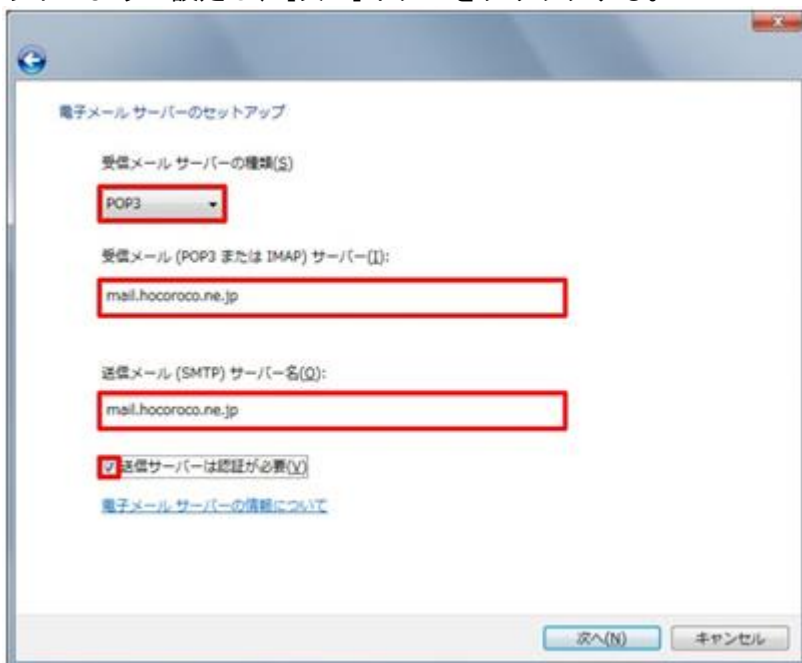 電子メール サーバーのセットアップ
受信メール サーバーの種類(S)
POP3
受信メール (POP3 または IMAP) サーバー(I):
mail.hocoroco.ne.jp
送信メール (SMTP) サーバー名(O):
mail.hocoroco.ne.jp
送信サーバーは認証が必要(V)
電子メール サーバーの情報について
次へ(N) キャンセル